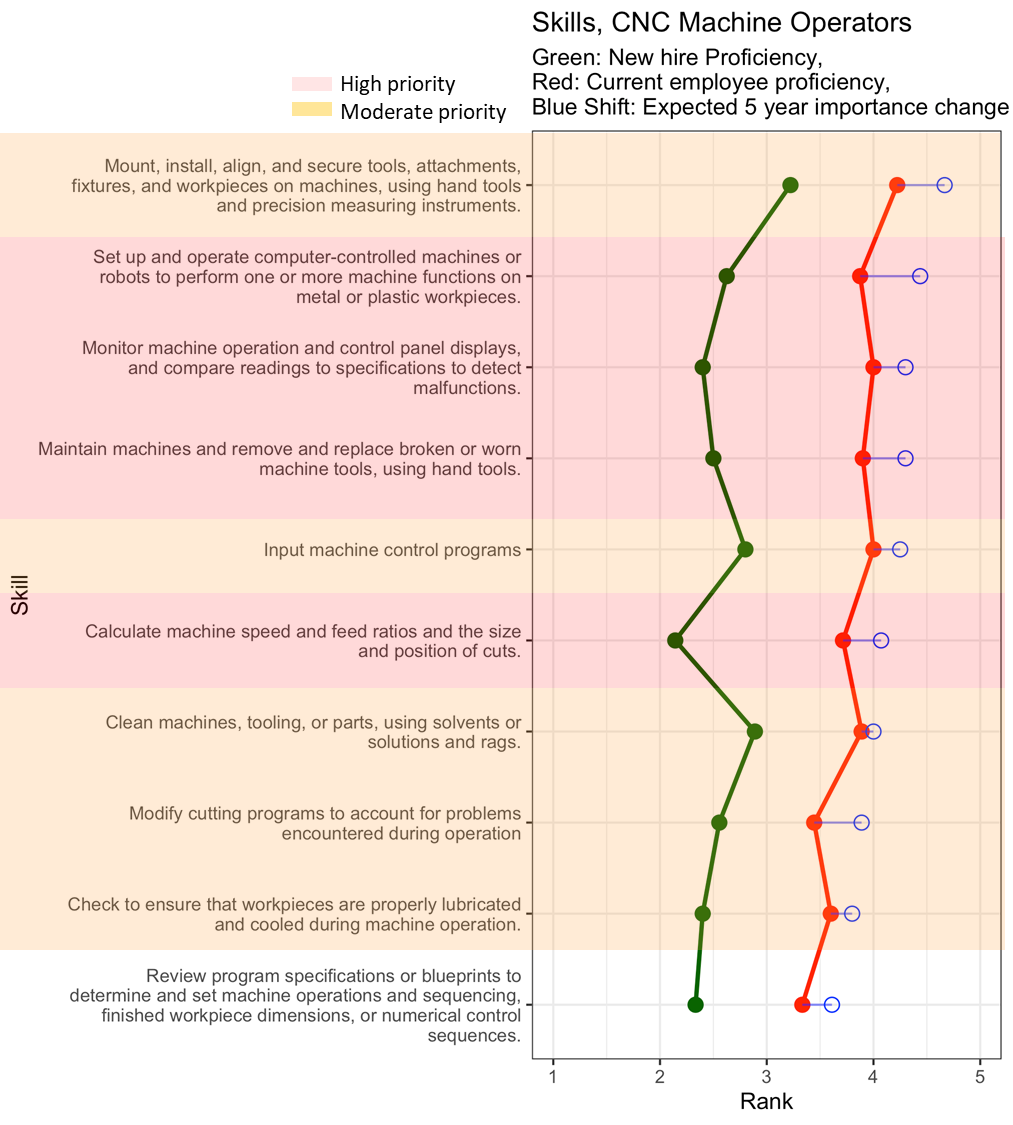 Skills, CNC Machine Operators
Green: New hire Proficiency,
Red: Current employee proficiency,
Blue Shift: Expected 5 year importance change
High priority
Moderate priority
Mount, install, align, and secure tools, attachments,
fixtures, and workpieces on machines, using hand tools
and precision measuring instruments.
Set up and operate computer-controlled machines or
robots to perform one or more machine functions on
metal or plastic workpieces.
Monitor machine operation and control panel displays,
and compare readings to specifications to detect
malfunctions.
Maintain machines and remove and replace broken or worn
machine tools, using hand tools.
Input machine control programs
Skill
Calculate machine speed and feed ratios and the size
and position of cuts.
Clean machines, tooling, or parts, using solvents or
solutions and rags.
Modify cutting programs to account for problems
encountered during operation
Check to ensure that workpieces are properly lubricated
and cooled during machine operation.
Review program specifications or blueprints to
determine and set machine operations and sequencing,
finished workpiece dimensions, or numerical control
sequences.
1 2 3 4 5
Rank